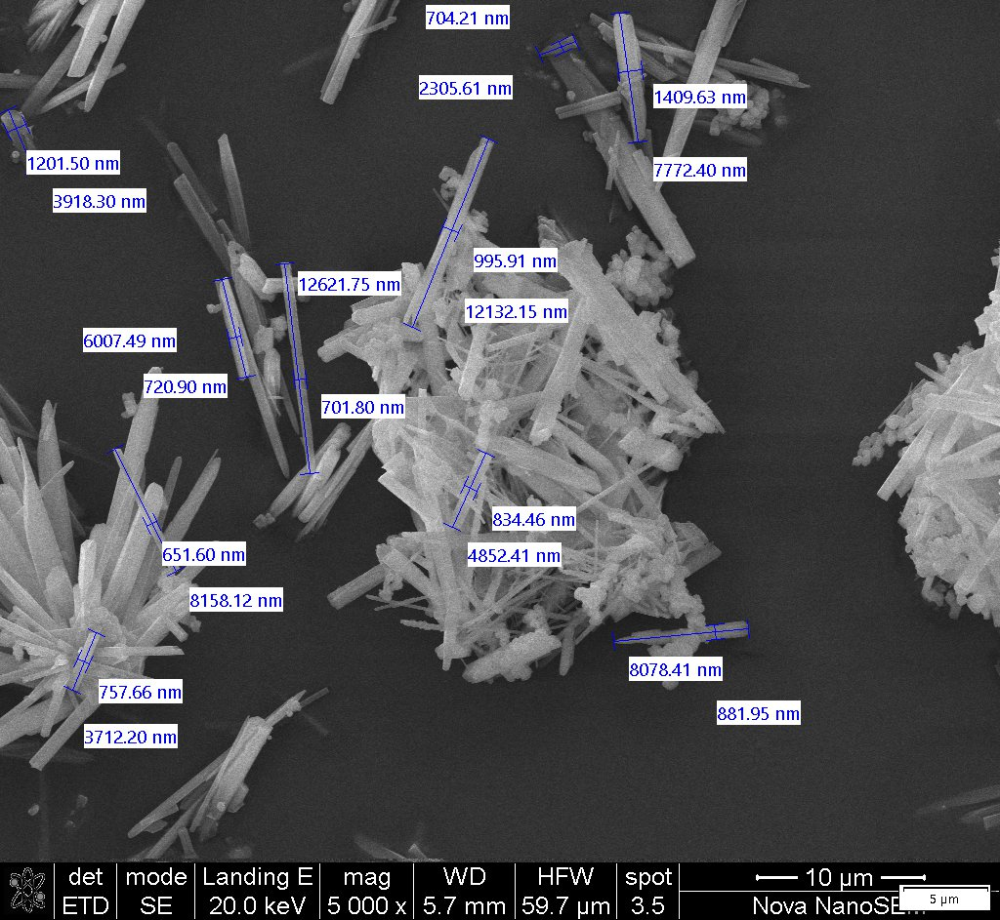 704.21 nm
2305.61 nm
1409.63 nm
1201.50 nm
7772.40 nm
3918.30 nm
995.91 nm
12621.75 nm
12132.15 nm
6007.49 nm
720.90 nm
701.80 nm
834.46 nm
651.60 nm
4852.41 nm
8158.12 nm
8078.41 nm
757.66 nm
881.95 nm
3712.20 nm
det mode Landing E mag WD HFW spot 10 µm
ETD SE 20.0 keV 5 000 x 5.7 mm 59.7 µm 3.5 Nova NanoSE
5 µm